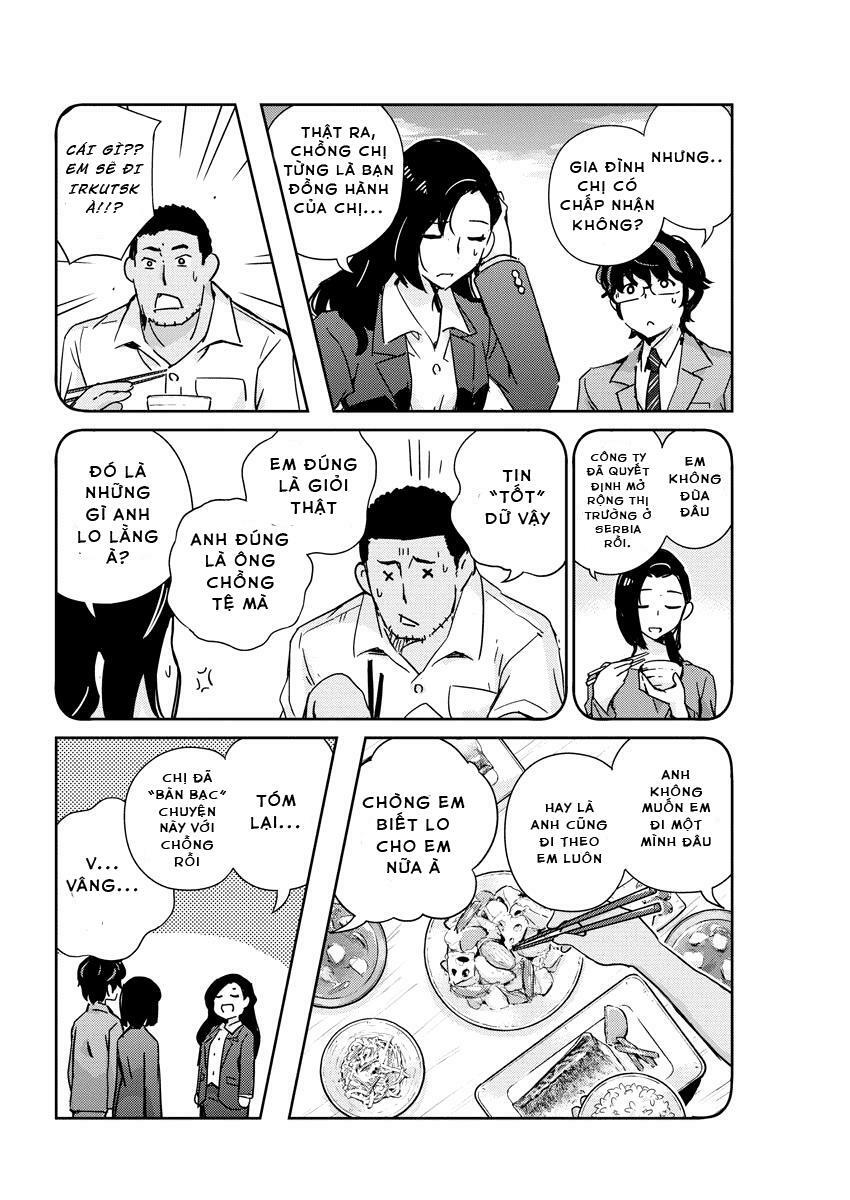 NHƯNG..
GIA ĐÌNH
CHỊ CÓ
CHẤP NHẬN
KHÔNG?
THẬT RA,
CHỒNG CHỊ
TỪNG LÀ BẠN
ĐỒNG HÀNH
CỦA CHỊ...
CÁI GÌ??
EM SẼ ĐI
IRKUTSK
À!!?
EM
KHÔNG
ĐÙA
ĐÂU
CÔNG TY
ĐÃ QUYẾT
ĐỊNH MỞ
RỘNG THỊ
TRƯỜNG Ở
SERBIA
RỒI.
TIN
“TỐT”
DỮ VẬY
EM ĐÚNG
LÀ GIỎI
THẬT
ANH ĐÚNG
LÀ ÔNG
CHỒNG
TỆ MÀ
ĐÓ LÀ
NHỮNG
GÌ ANH
LO LẰNG
À?
ANH
KHÔNG
MUỐN EM
ĐI MỘT
MÌNH ĐÂU
HAY LÀ
ANH CŨNG
ĐI THEO
EM LUÔN
CHÒNG EM
BIẾT LO
CHO EM
NỮA À
TÓM
LẠI...
CHỊ ĐÃ
“BÀN BẠC”
CHUYỆN
NÀY VỚI
CHỒNG
RỒI
V...
VÂNG...